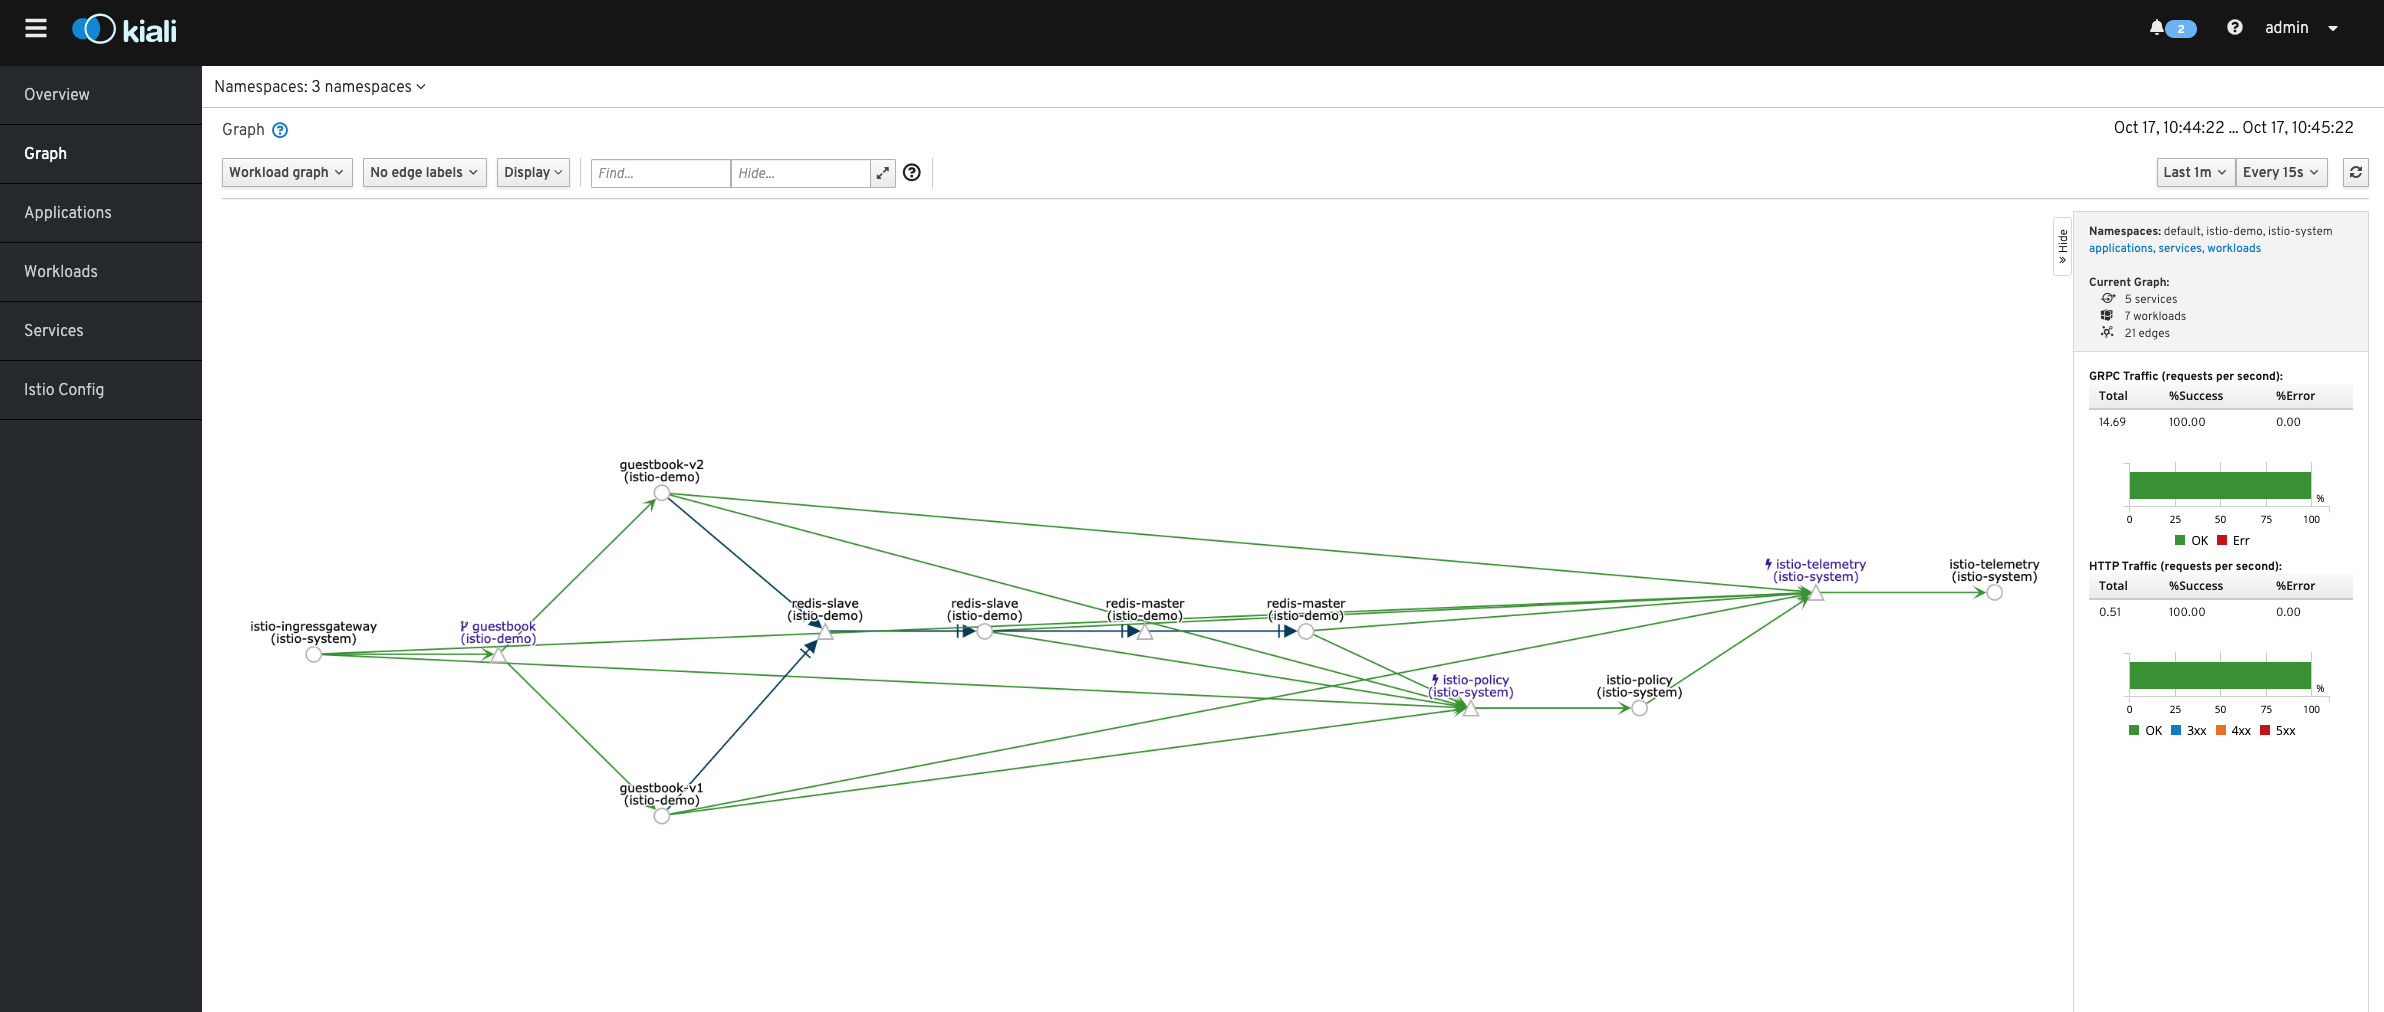 kiali
2
admin
Overview
Graph
Applications
Workloads
Services
Istio Config
Namespaces: 3 namespaces
Graph
Oct 17, 10:44:22 ... Oct 17, 10:45:22
Workload graph
No edge labels
Display
Find...
Hide...
Last 1m
Every 15s
guestbook-v2
(istio-demo)
istio-ingressgateway
(istio-system)
guestbook
(istio-demo)
redis-slave
(istio-demo)
redis-slave
(istio-demo)
redis-master
(istio-demo)
redis-master
(istio-demo)
istio-telemetry
(istio-system)
istio-telemetry
(istio-system)
istio-policy
(istio-system)
istio-policy
(istio-system)
guestbook-v1
(istio-demo)
Hide
Namespaces: default, istio-demo, istio-system
applications, services, workloads
Current Graph:
5 services
7 workloads
21 edges
GRPC Traffic (requests per second):
Total %Success %Error
14.69 100.00 0.00
%
0 25 50 75 100
OK Err
HTTP Traffic (requests per second):
Total %Success %Error
0.51 100.00 0.00
%
0 25 50 75 100
OK 3xx 4xx 5xx